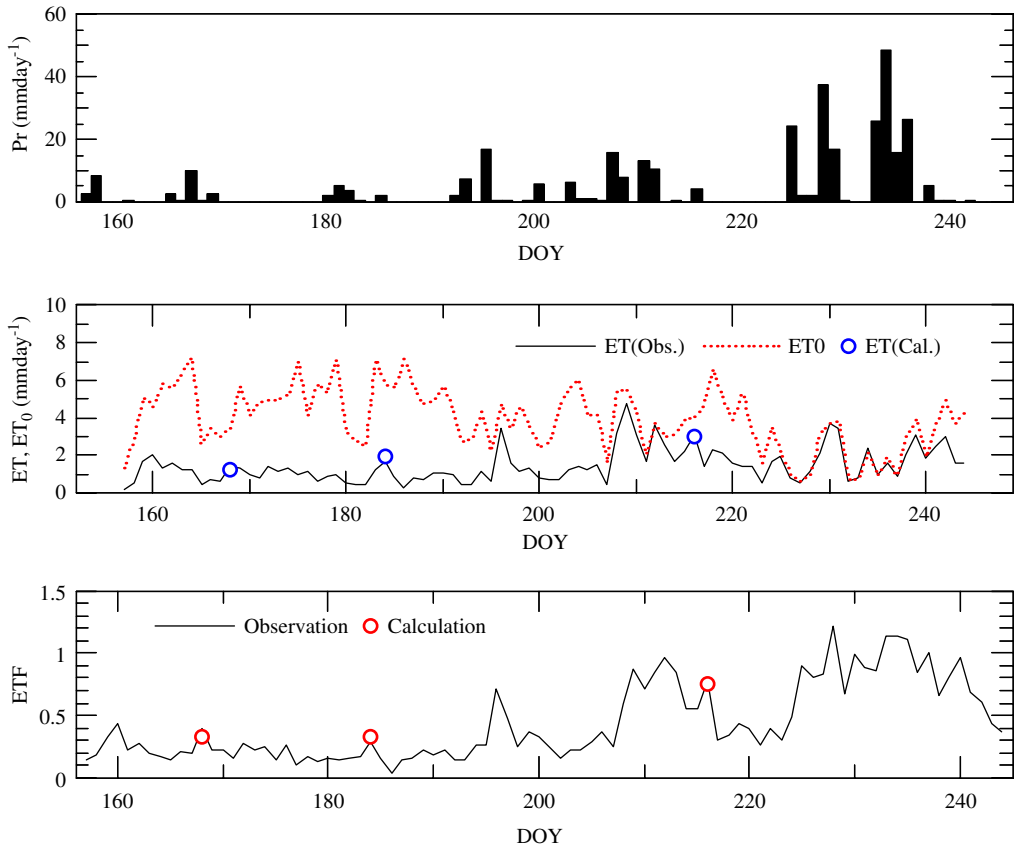 60
40
20
0
Pr (mmday⁻¹)
160 180 200 220 240
DOY
10
8
6
4
2
0
ET, ET₀ (mmday⁻¹)
ET(Obs.) ET0 ET(Cal.)
160 180 200 220 240
DOY
1.5
1
0.5
0
ETF
Observation Calculation
160 180 200 220 240
DOY